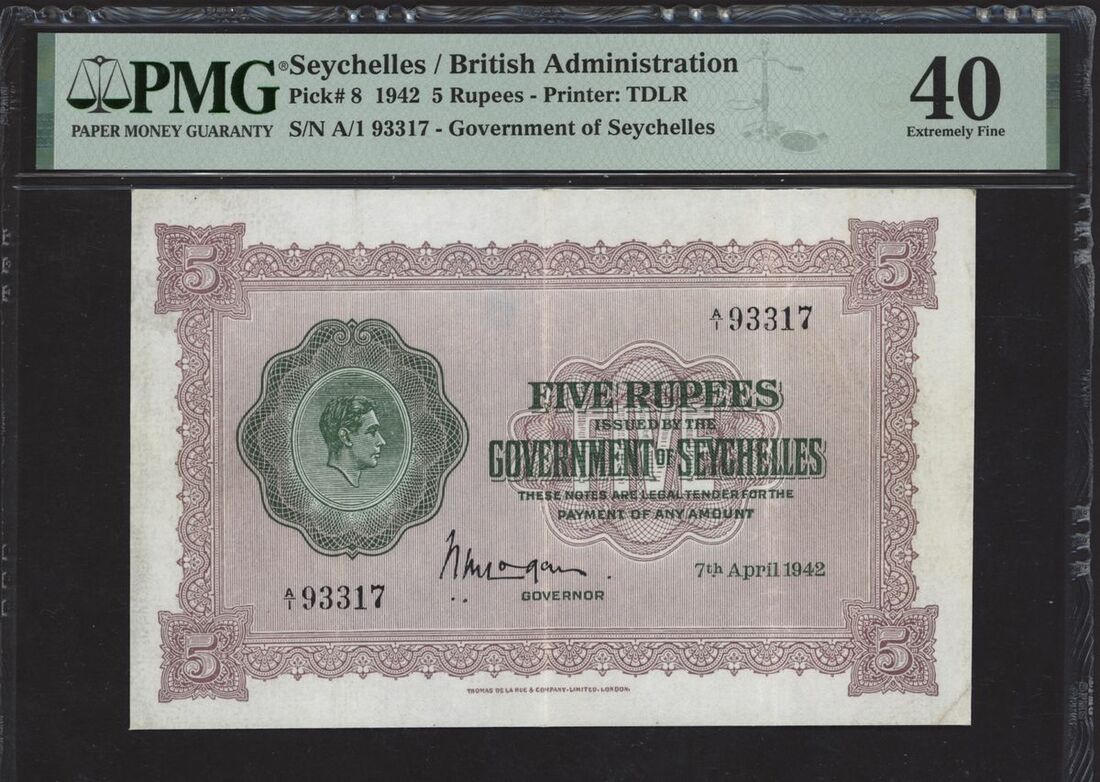 PMG®
PAPER MONEY GUARANTY
Seychelles / British Administration
Pick# 8 1942 5 Rupees - Printer: TDLR
S/N A/1 93317 - Government of Seychelles
40
Extremely Fine
5
5
A/1 93317
FIVE RUPEES
ISSUED BY THE
GOVERNMENT OF SEYCHELLES
FIVE
THESE NOTES ARE LEGAL TENDER FOR THE
PAYMENT OF ANY AMOUNT
7th April 1942
A/1 93317
GOVERNOR
5
5
THOMAS DE LA RUE & COMPANY, LIMITED, LONDON.